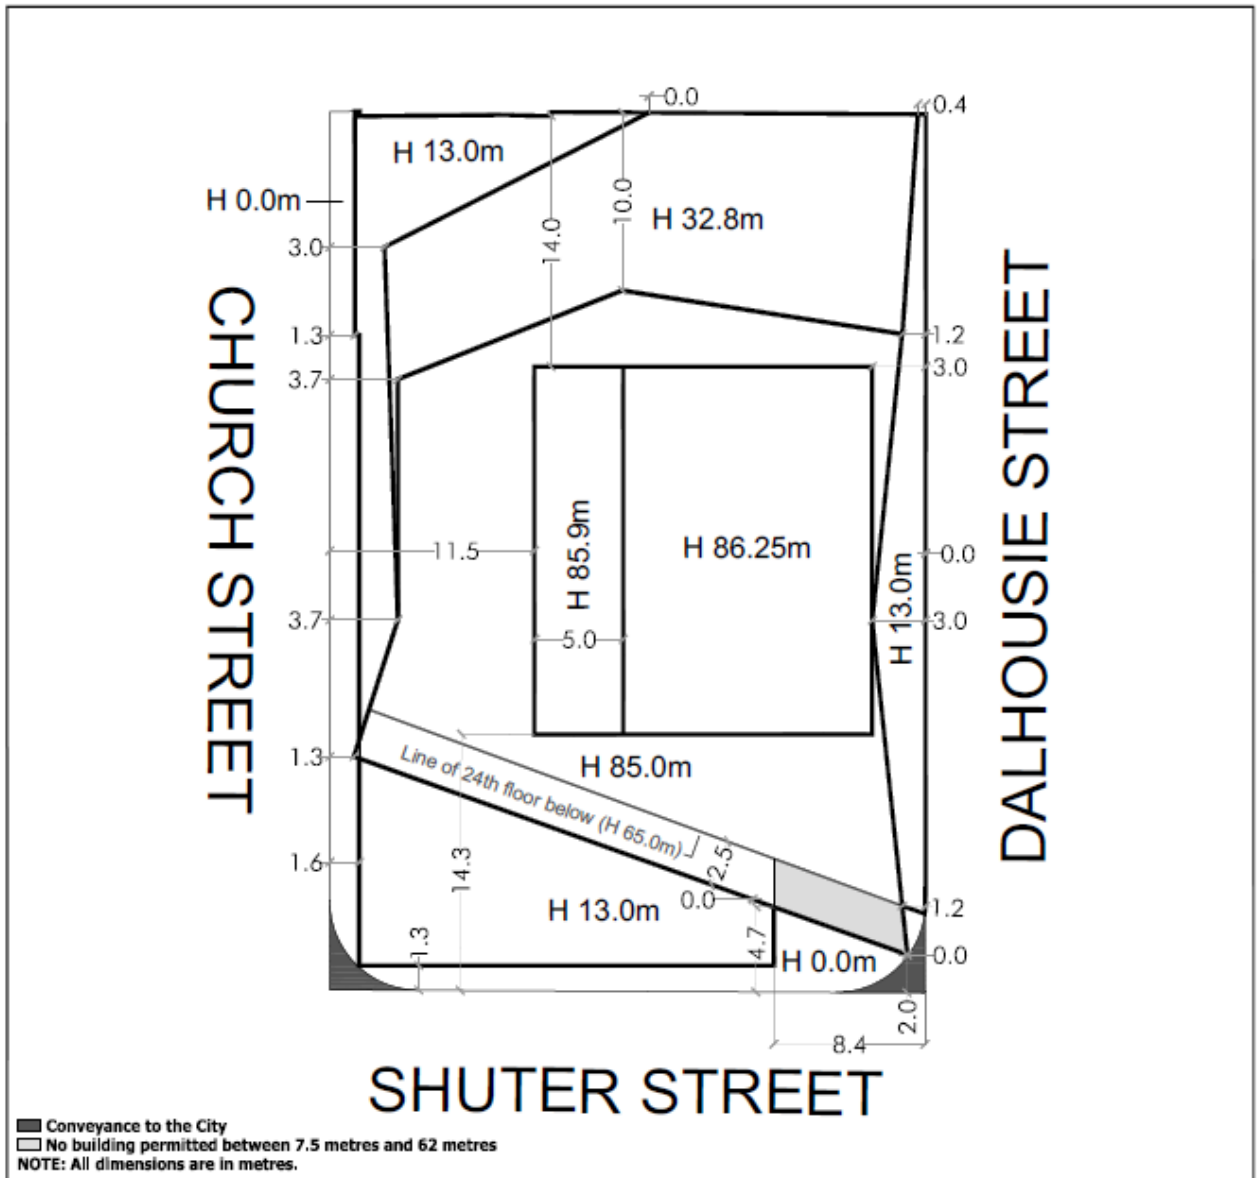 0.0
0.4
H 13.0m
H 0.0m
10.0
H 32.8m
14.0
3.0
1.3
1.2
3.7
3.0
CHURCH STREET
DALHOUSIE STREET
11.5
H 85.9m
H 86.25m
0.0
H 13.0m
3.7
3.0
5.0
1.3
H 85.0m
Line of 24th floor below (H 65.0m)
2.5
1.6
14.3
0.0
H 13.0m
1.2
1.3
4.7
H 0.0m
0.0
2.0
8.4
SHUTER STREET
Conveyance to the City
No building permitted between 7.5 metres and 62 metres
NOTE: All dimensions are in metres.